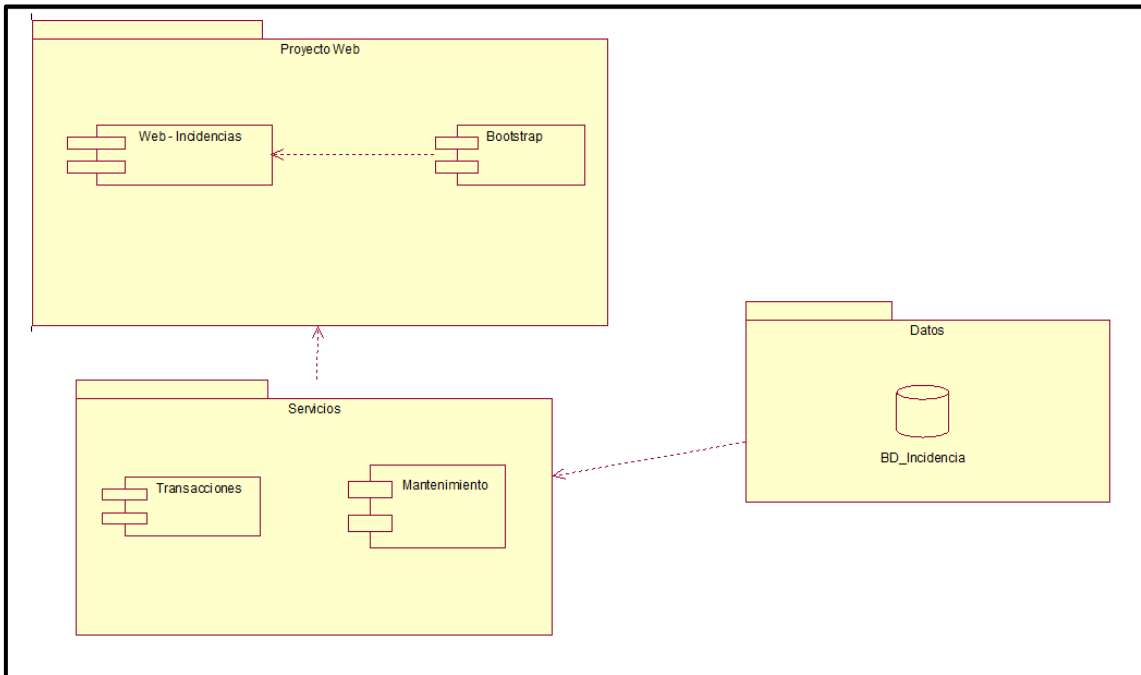 Proyecto Web
Web - Incidencias
Bootstrap
Datos
BD_Incidencia
Servicios
Transacciones
Mantenimiento